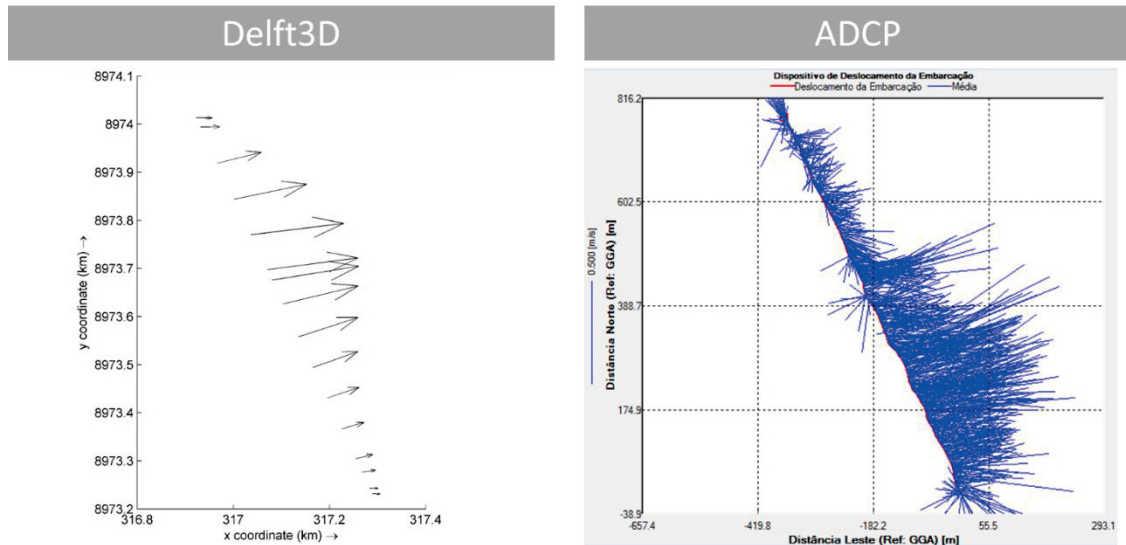 Delft3D
8974.1
8974
8973.9
8973.8
8973.7
8973.6
8973.5
8973.4
8973.3
8973.2
y coordinate (km) →
316.8
317
317.2
317.4
x coordinate (km) →
ADCP
Dispositivo de Deslocamento da Embarcação
Deslocamento da Embarcação
Média
816.2
602.5
388.7
174.9
-38.9
0.500 [m/s]
Distância Norte (Ref: GGA) [m]
-657.4
-419.8
-182.2
55.5
293.1
Distância Leste (Ref: GGA) [m]